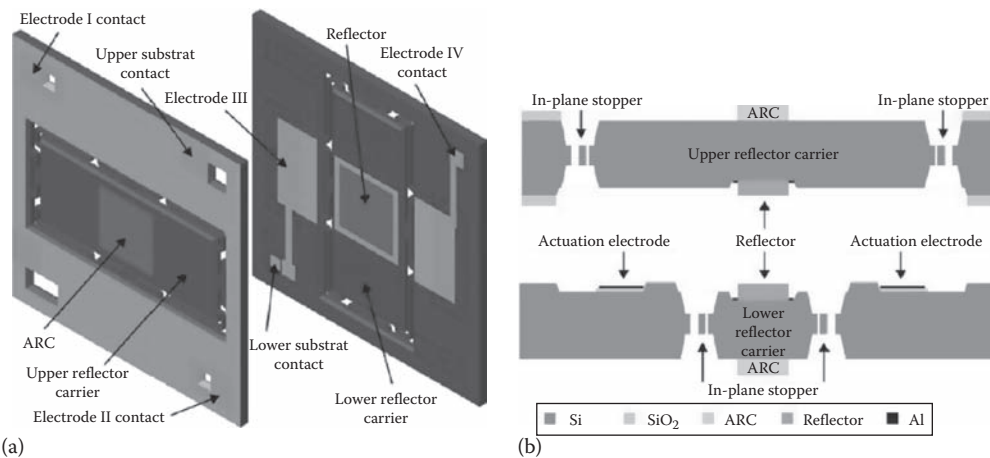 Electrode I contact
Upper substrat
contact
Electrode III
Reflector
Electrode IV
contact
ARC
Upper reflector
carrier
Electrode II contact
Lower substrat
contact
Lower reflector
carrier
(a)
In-plane stopper
ARC
In-plane stopper
Upper reflector carrier
Actuation electrode
Reflector
Actuation electrode
Lower
reflector
carrier
ARC
In-plane stopper
Si
SiO₂
ARC
Reflector
Al
(b)